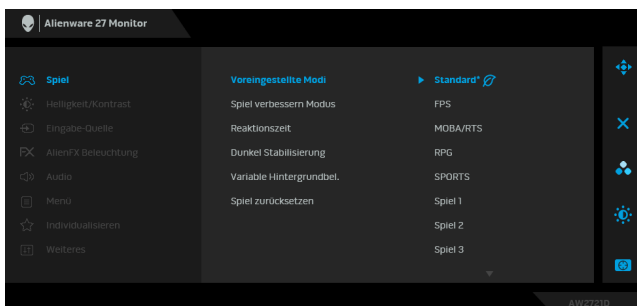 Alienware 27 Monitor
Spiel
Voreingestellte Modi
Standard*
Helligkeit/Kontrast
Spiel verbessern Modus
FPS
Eingabe-Quelle
Reaktionszeit
MOBA/RTS
AlienFX Beleuchtung
Dunkel Stabilisierung
RPG
Audio
Variable Hintergrundbel.
SPORTS
Menü
Spiel zurücksetzen
Spiel 1
Individualisieren
Spiel 2
Weiteres
Spiel 3
AW2721D